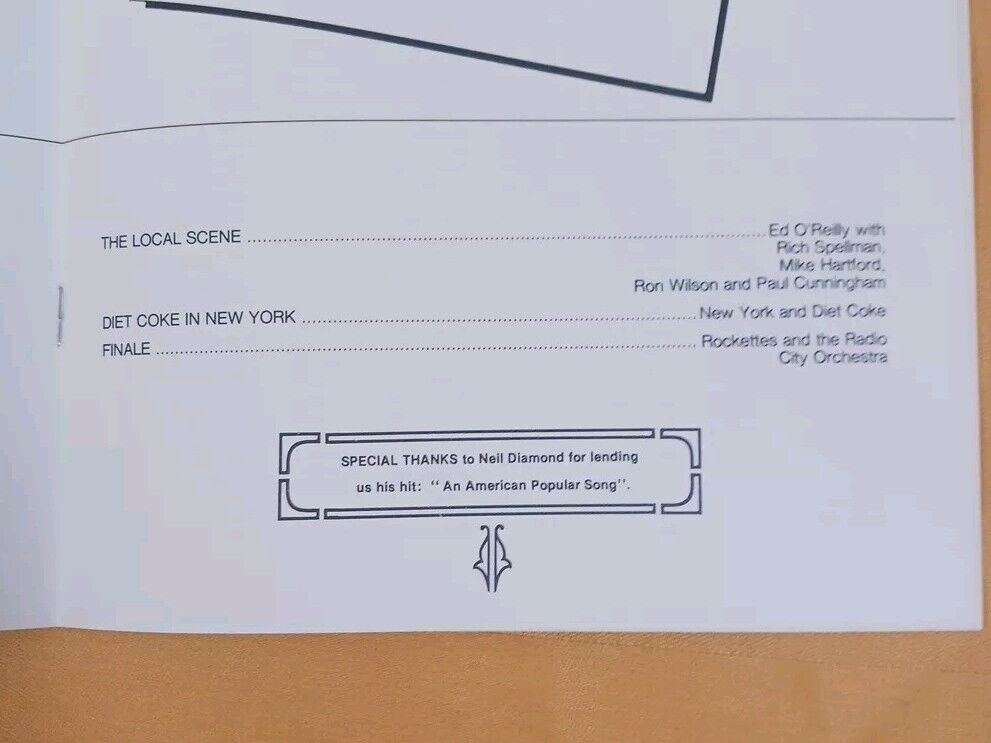 THE LOCAL SCENE ........ Ed O'Reilly with
Rich Spellman,
Mike Hartford,
Ron Wilson and Paul Cunningham
DIET COKE IN NEW YORK ........ New York and Diet Coke
FINALE ........ Rockettes and the Radio
City Orchestra
SPECIAL THANKS to Neil Diamond for lending
us his hit: "An American Popular Song".